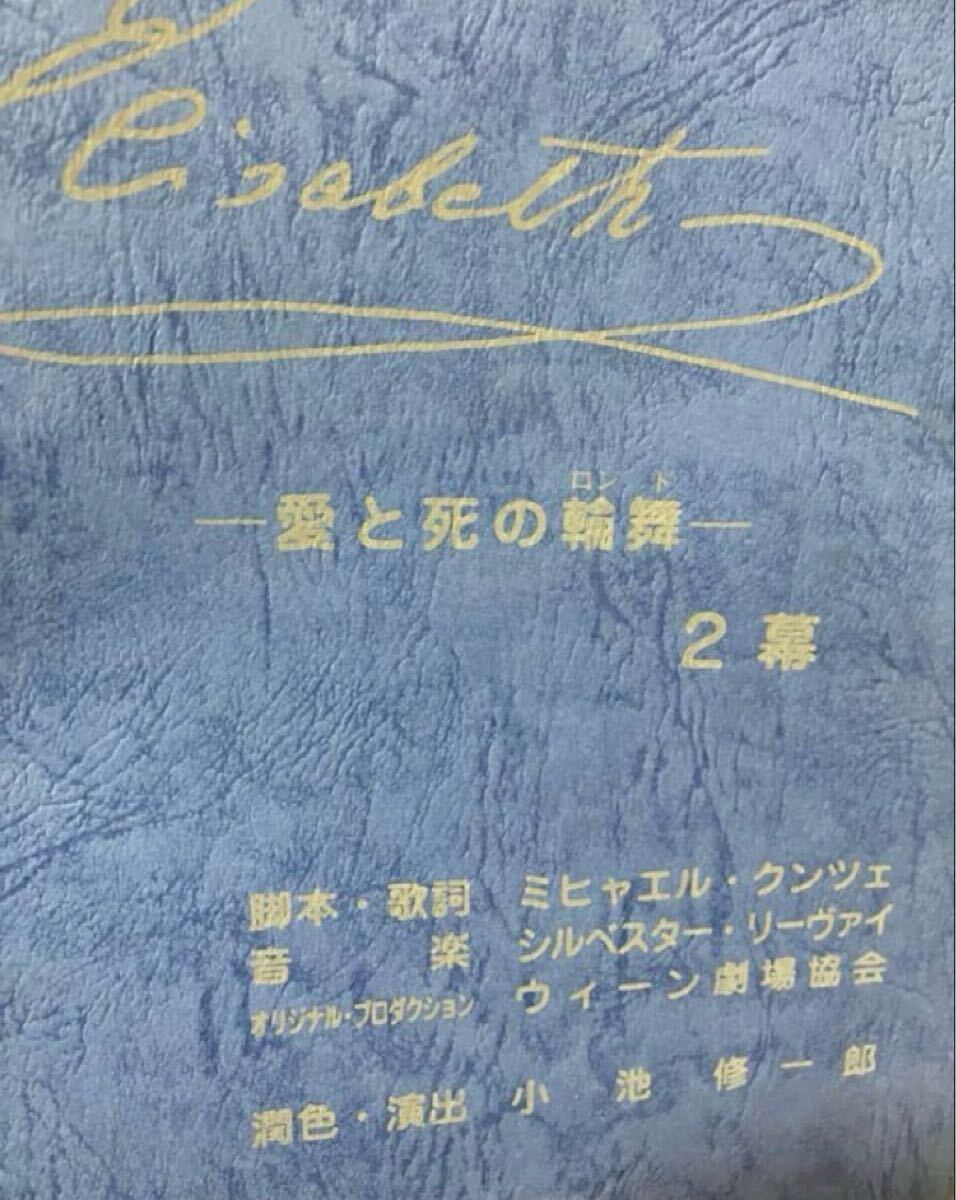 Elisabeth
ロンド
―愛と死の輪舞―
2幕
脚本・歌詞 ミヒャエル・クンツェ
音楽 シルベスター・リーヴァイ
オリジナル・プロダクション ウィーン劇場協会
潤色・演出 小池修一郎